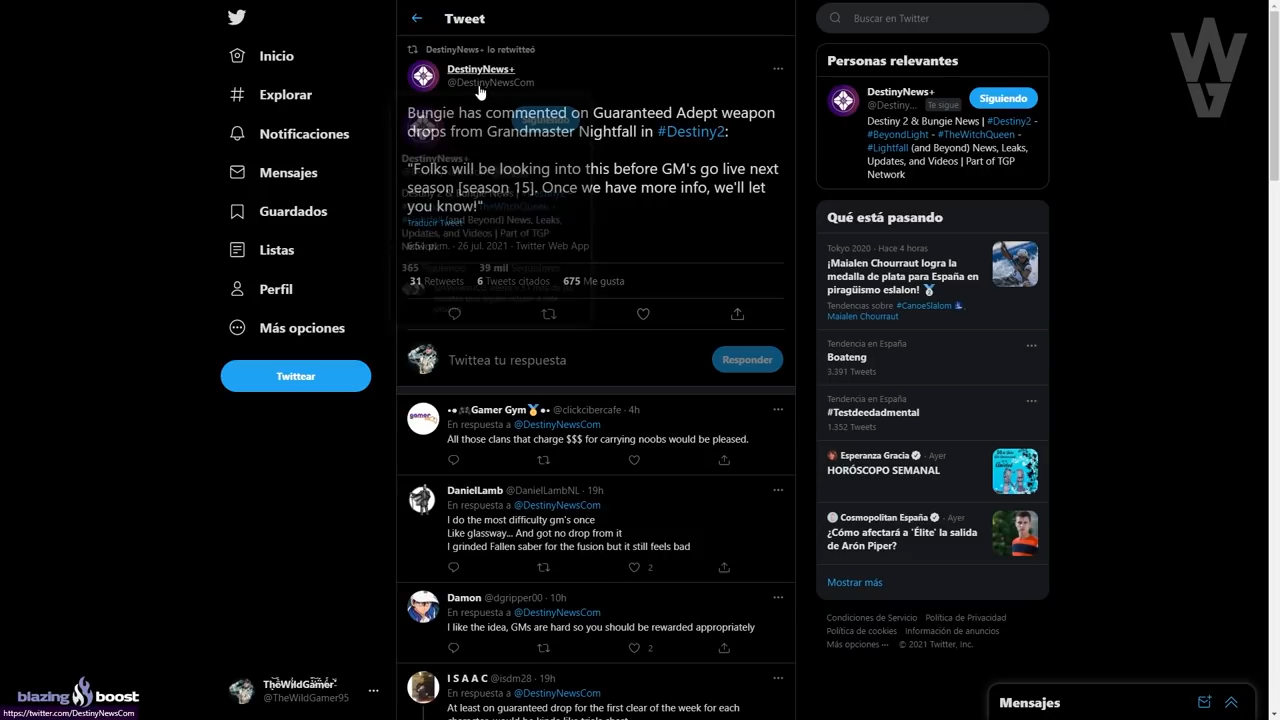 Inicio
Explorar
Notificaciones
Mensajes
Guardados
Listas
Perfil
Más opciones
Twittear
TheWildGamer
@TheWildGamer95
blazing boost
https://twitter.com/DestinyNewsCom
Tweet
DestinyNews+ lo retwitteó
DestinyNews+
@DestinyNewsCom
Bungie has commented on Guaranteed Adept weapon
drops from Grandmaster Nightfall in #Destiny2:
"Folks will be looking into this before GM's go live next
season [season 15]. Once we have more info, we'll let
you know!"
Traducir Tweet
6:51 p. m. · 26 jul. 2021 · Twitter Web App
31 Retweets 6 Tweets citados 675 Me gusta
Twittea tu respuesta
Responder
Gamer Gym @clickcibercafe · 4h
En respuesta a @DestinyNewsCom
All those clans that charge $$$ for carrying noobs would be pleased.
DanielLamb @DanielLambNL · 19h
En respuesta a @DestinyNewsCom
I do the most difficulty gm's once
Like glassway... And got no drop from it
I grinded Fallen saber for the fusion but it still feels bad
2
Damon @dgripper00 · 10h
En respuesta a @DestinyNewsCom
I like the idea, GMs are hard so you should be rewarded appropriately
2
I S A A C @isdm28 · 19h
En respuesta a @DestinyNewsCom
At least on guaranteed drop for the first clear of the week for each
Buscar en Twitter
Personas relevantes
DestinyNews+
@Destiny... Te sigue
Siguiendo
Destiny 2 & Bungie News | #Destiny2 -
#BeyondLight - #TheWitchQueen -
#Lightfall (and Beyond) News, Leaks,
Updates, and Videos | Part of TGP
Network
Qué está pasando
Tokyo 2020 · Hace 4 horas
¡Maialen Chourraut logra la
medalla de plata para España en
piragüismo eslalon!
Tendencias sobre #CanoeSlalom,
Maialen Chourraut
Tendencia en España
Boateng
3.391 Tweets
Tendencia en España
#Testdeedadmental
1.352 Tweets
Esperanza Gracia · Ayer
HORÓSCOPO SEMANAL
Cosmopolitan España · Ayer
¿Cómo afectará a 'Élite' la salida
de Arón Piper?
Mostrar más
Condiciones de Servicio Política de Privacidad
Política de cookies Información de anuncios
Más opciones ··· © 2021 Twitter, Inc.
Mensajes